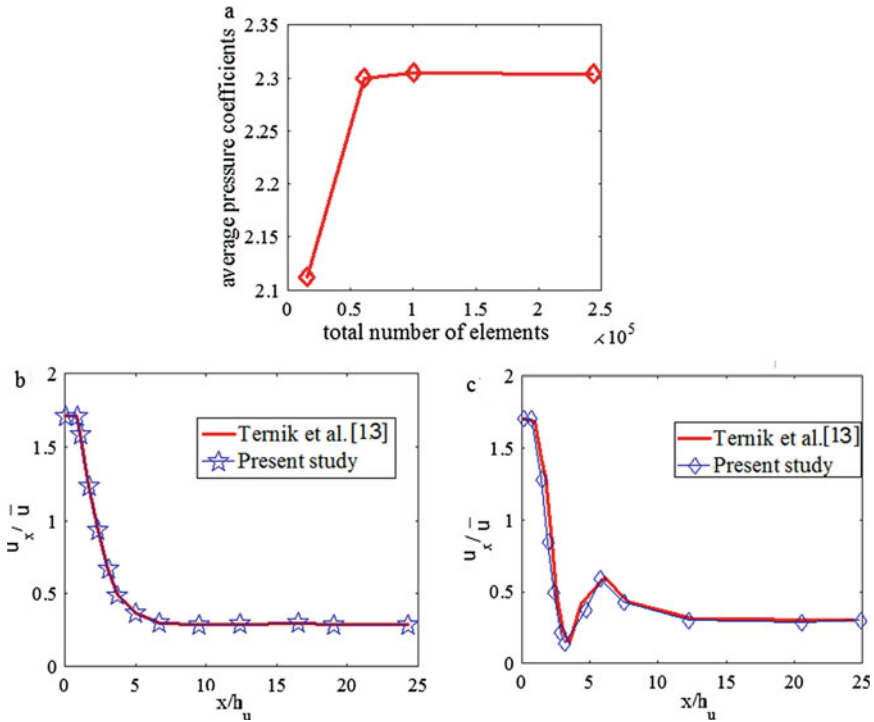 a
average pressure coefficients
2.35
2.3
2.25
2.2
2.15
2.1
0 0.5 1 1.5 2 2.5
total number of elements
×10⁵
b
u_x/ū
2
1.5
1
0.5
0
Ternik et al.[13]
Present study
0 5 10 15 20 25
x/h_u
c
u_x/ū
2
1.5
1
0.5
0
Ternik et al.[13]
Present study
0 5 10 15 20 25
x/h_u